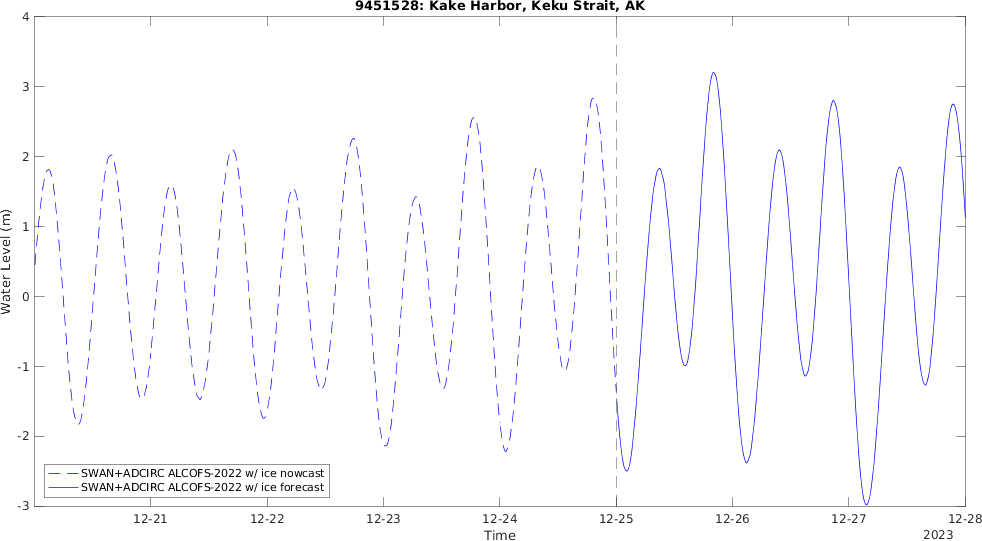 9451528: Kake Harbor, Keku Strait, AK
4
3
2
1
0
-1
-2
-3
Water Level (m)
SWAN+ADCIRC ALCOFS-2022 w/ ice nowcast
SWAN+ADCIRC ALCOFS-2022 w/ ice forecast
12-21 12-22 12-23 12-24 12-25 12-26 12-27 12-28
Time
2023